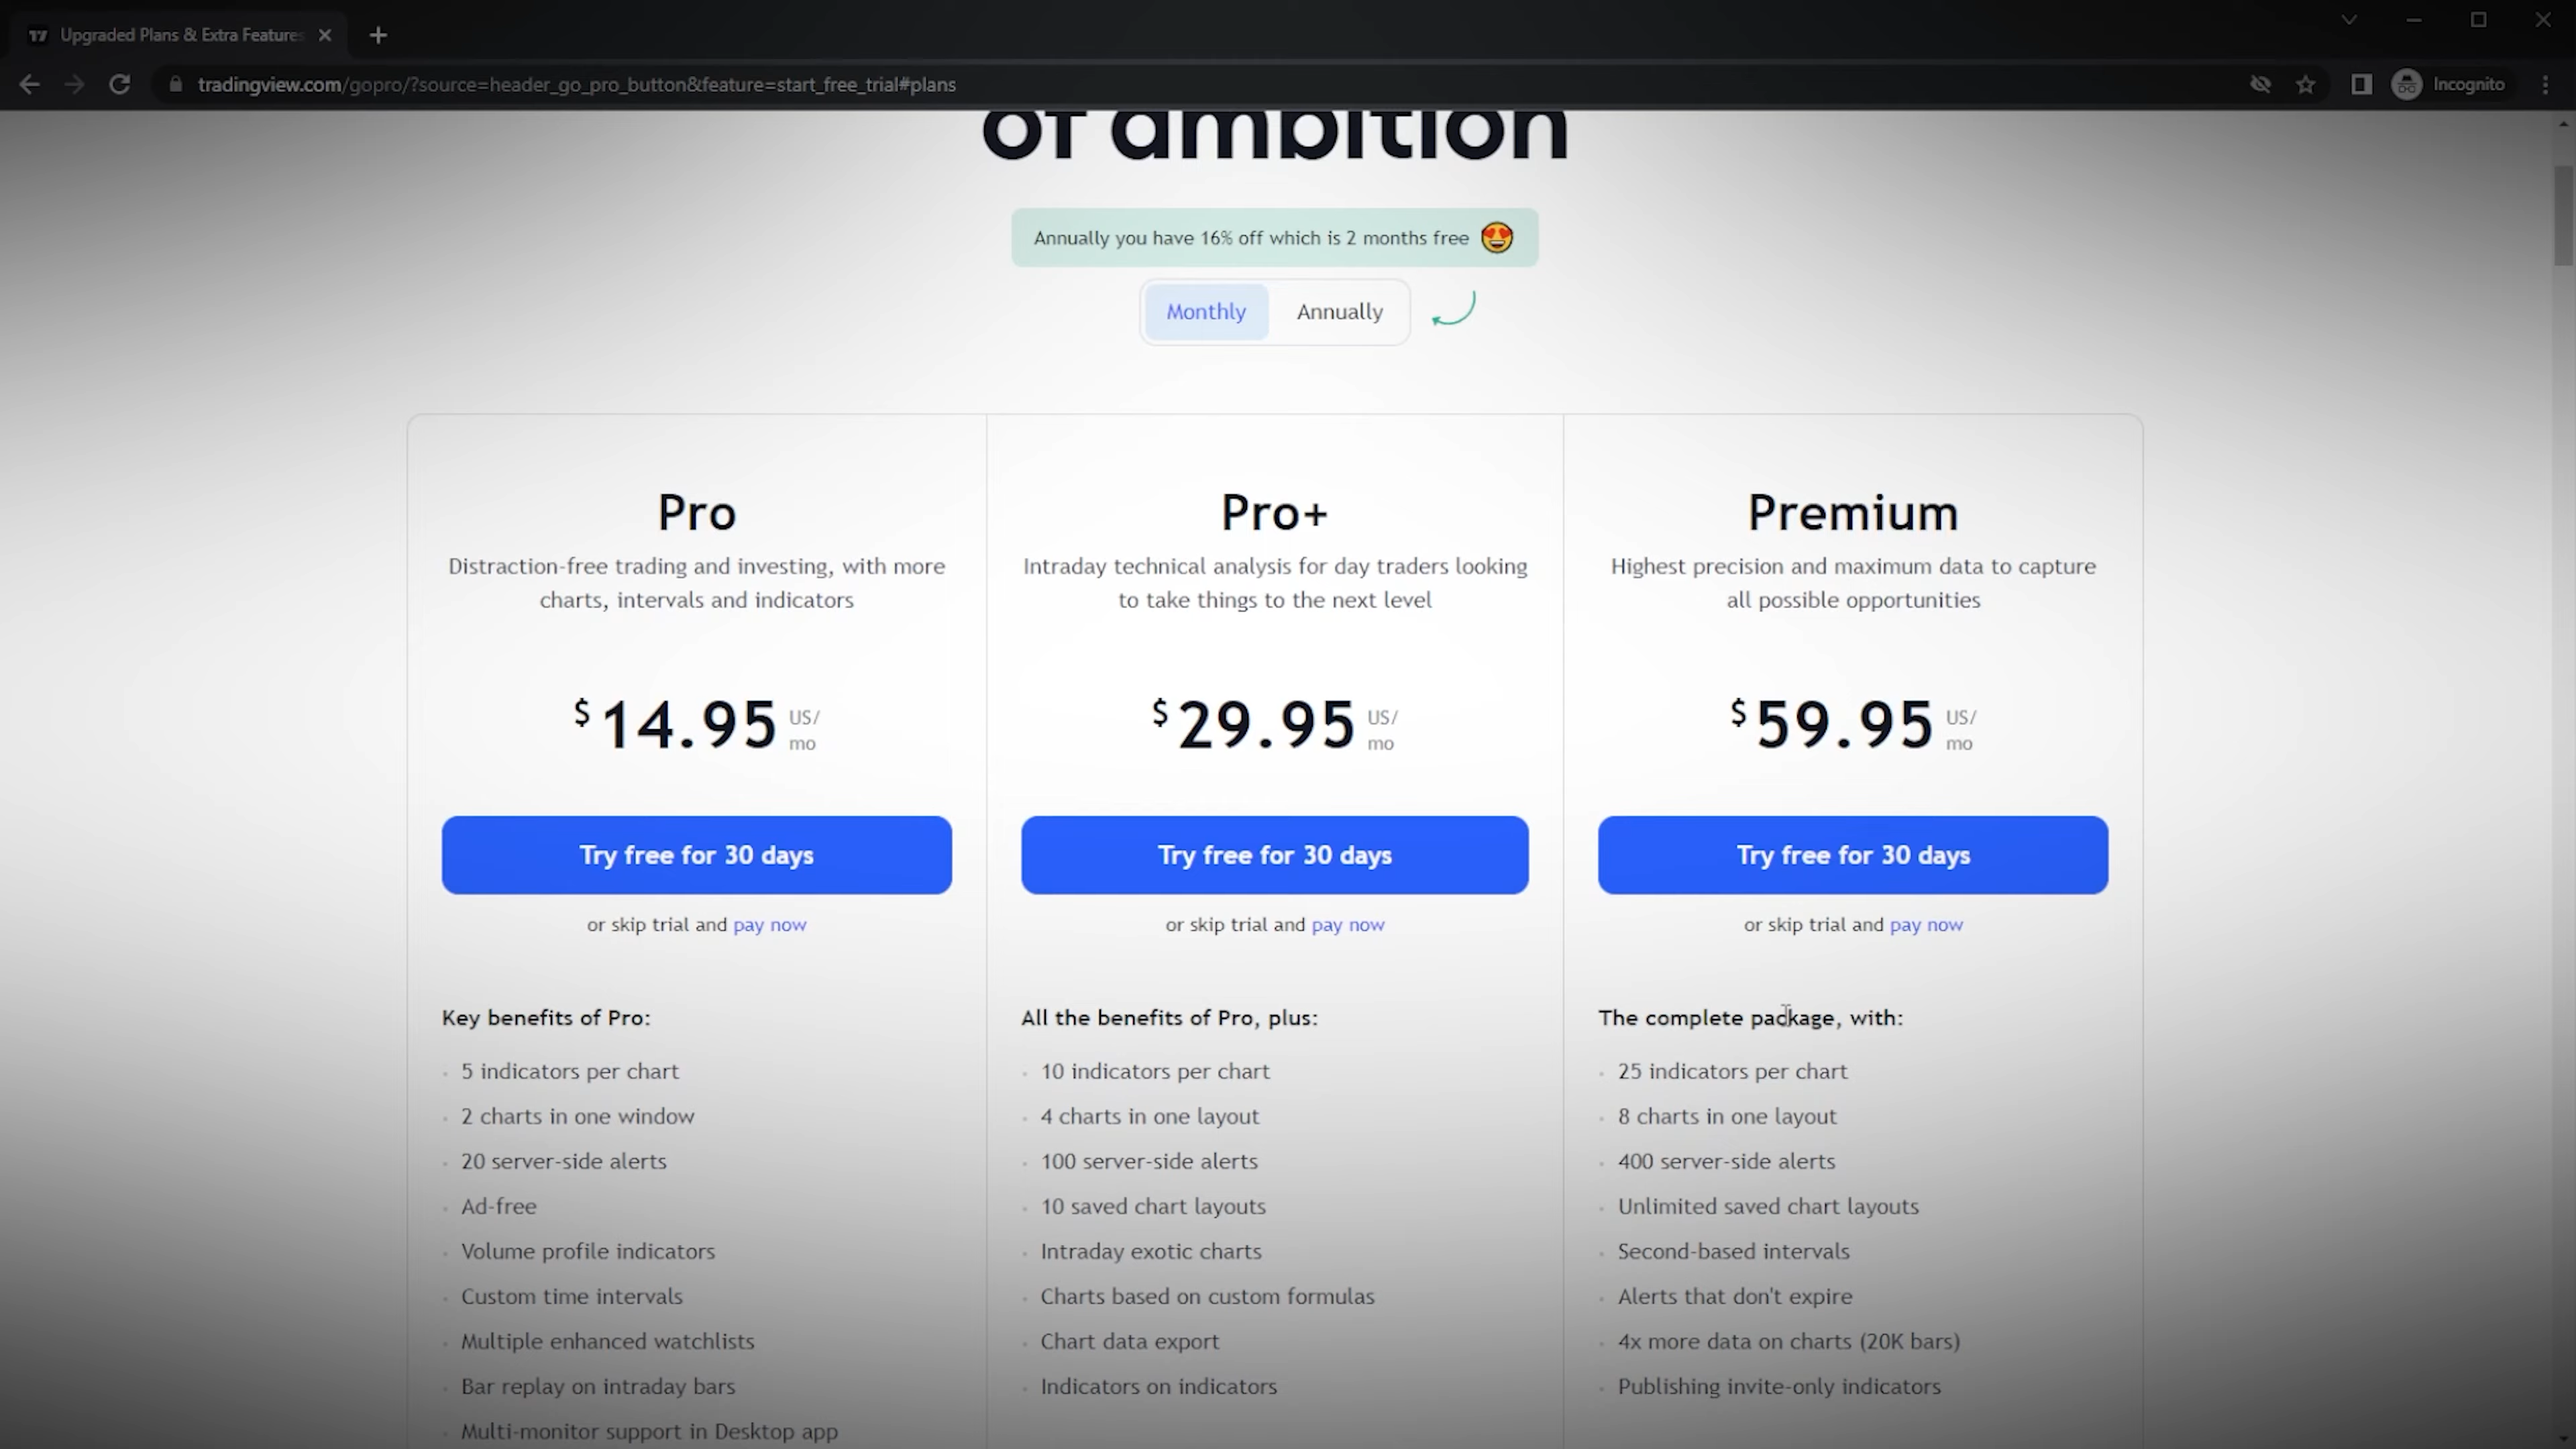 Upgraded Plans & Extra Features
tradingview.com/gopro/?source=header_go_pro_button&feature=start_free_trial#plans
Incognito
of ambition
Annually you have 16% off which is 2 months free
Monthly
Annually
Pro
Distraction-free trading and investing, with more
charts, intervals and indicators
$14.95 US/
mo
Try free for 30 days
or skip trial and pay now
Key benefits of Pro:
5 indicators per chart
2 charts in one window
20 server-side alerts
Ad-free
Volume profile indicators
Custom time intervals
Multiple enhanced watchlists
Bar replay on intraday bars
Multi-monitor support in Desktop app
Pro+
Intraday technical analysis for day traders looking
to take things to the next level
$29.95 US/
mo
Try free for 30 days
or skip trial and pay now
All the benefits of Pro, plus:
10 indicators per chart
4 charts in one layout
100 server-side alerts
10 saved chart layouts
Intraday exotic charts
Charts based on custom formulas
Chart data export
Indicators on indicators
Premium
Highest precision and maximum data to capture
all possible opportunities
$59.95 US/
mo
Try free for 30 days
or skip trial and pay now
The complete package, with:
25 indicators per chart
8 charts in one layout
400 server-side alerts
Unlimited saved chart layouts
Second-based intervals
Alerts that don't expire
4x more data on charts (20K bars)
Publishing invite-only indicators